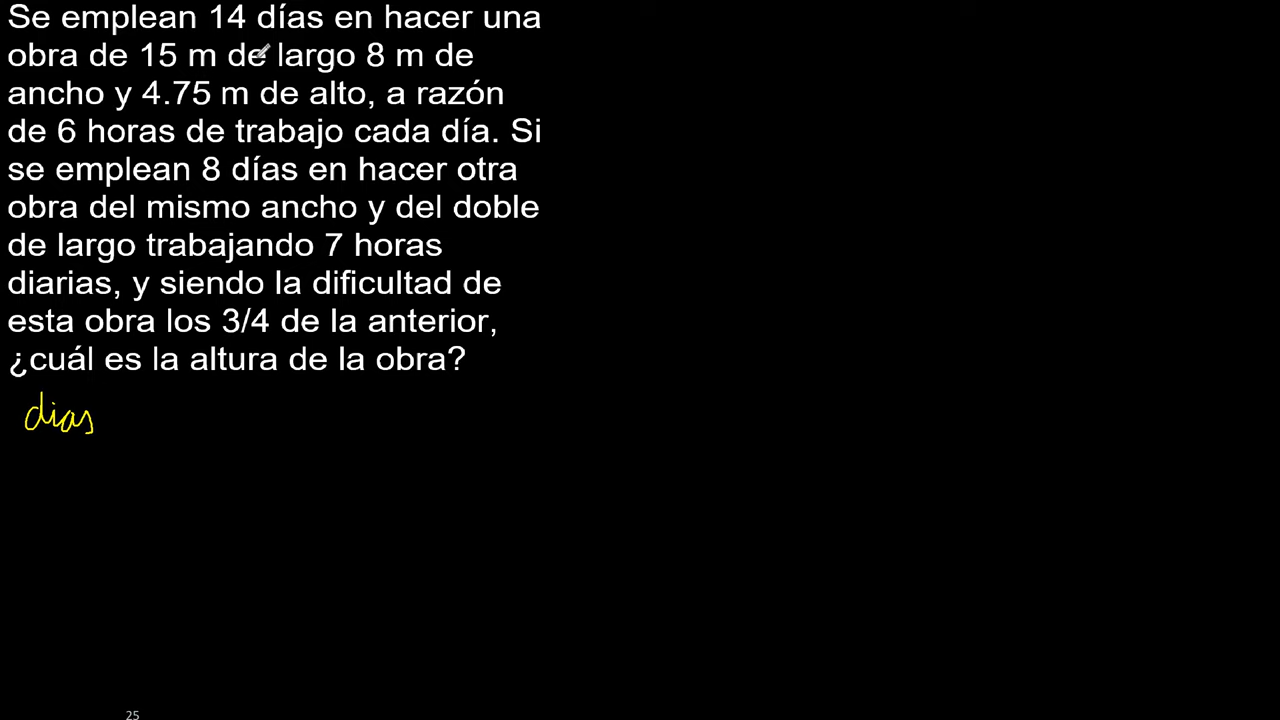 Se emplean 14 días en hacer una
obra de 15 m de largo 8 m de
ancho y 4.75 m de alto, a razón
de 6 horas de trabajo cada día. Si
se emplean 8 días en hacer otra
obra del mismo ancho y del doble
de largo trabajando 7 horas
diarias, y siendo la dificultad de
esta obra los 3/4 de la anterior,
¿cuál es la altura de la obra?
dias
25